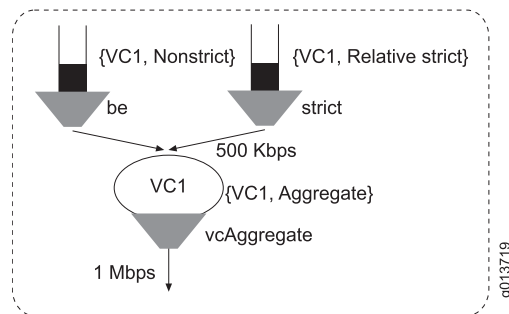 {VC1, Nonstrict}
{VC1, Relative strict}
be
strict
500 Kbps
VC1
{VC1, Aggregate}
vcAggregate
1 Mbps
g013719